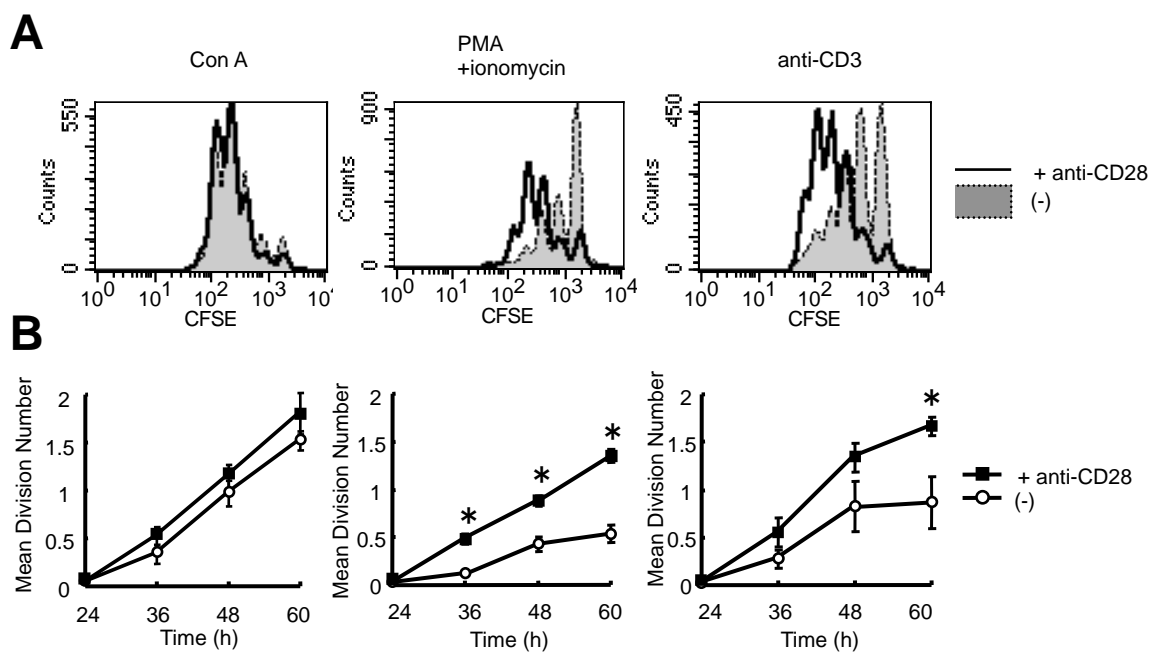 A
Con A
PMA
+ionomycin
anti-CD3
550
0
Counts
10^0 10^1 10^2 10^3 10^4
CFSE
900
0
Counts
10^0 10^1 10^2 10^3 10^4
CFSE
450
0
Counts
10^0 10^1 10^2 10^3 10^4
CFSE
+ anti-CD28
(-)
B
Mean Division Number
2
1.5
1
0.5
0
24 36 48 60
Time (h)
Mean Division Number
2
1.5
1
0.5
0
* * *
24 36 48 60
Time (h)
Mean Division Number
2
1.5
1
0.5
0
*
24 36 48 60
Time (h)
+ anti-CD28
(-)